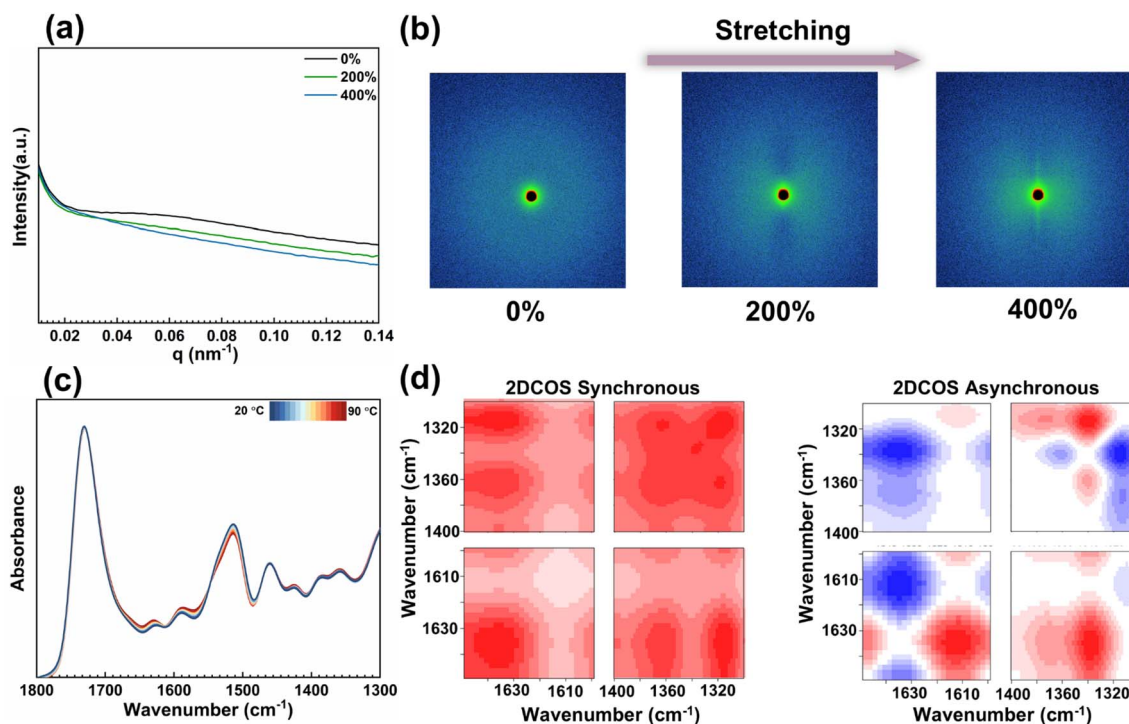 (a)
0%
200%
400%
Intensity(a.u.)
0.02 0.04 0.06 0.08 0.10 0.12 0.14
q (nm⁻¹)
(b)
Stretching
0% 200% 400%
(c)
20 °C 90 °C
Absorbance
1800 1700 1600 1500 1400 1300
Wavenumber (cm⁻¹)
(d)
2DCOS Synchronous
1320
1360
1400
1610
1630
Wavenumber (cm⁻¹)
1630 1610 1400 1360 1320
Wavenumber (cm⁻¹)
2DCOS Asynchronous
1320
1360
1400
1610
1630
Wavenumber (cm⁻¹)
1630 1610 1400 1360 1320
Wavenumber (cm⁻¹)